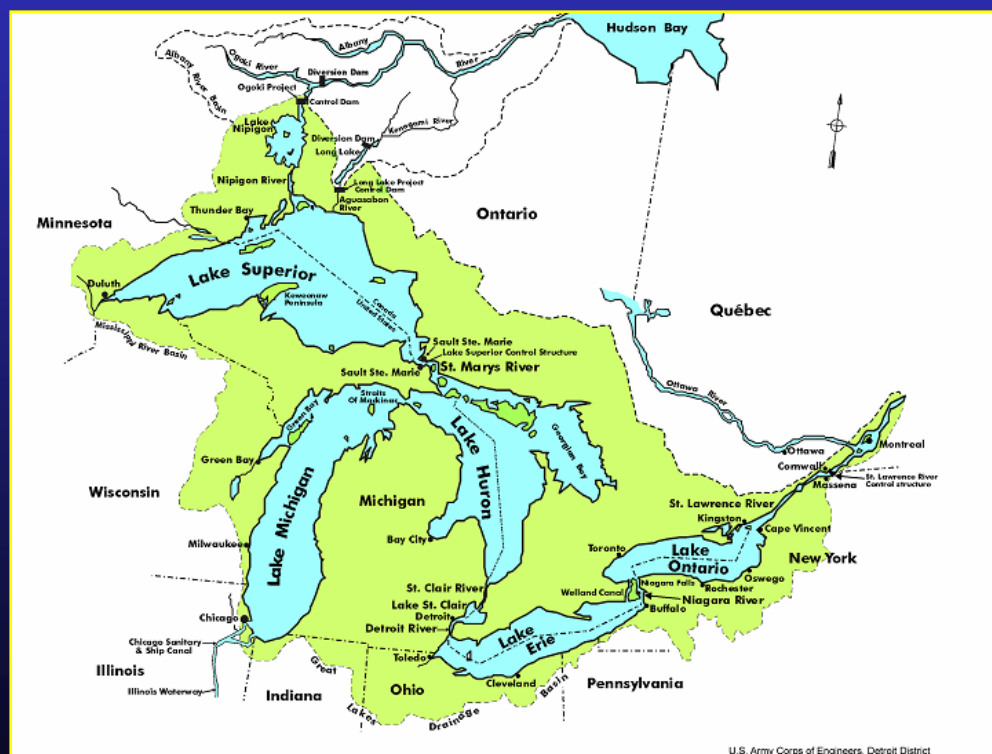 Hudson Bay
Albany
River
Ogoki River
Albany River Basin
Diversion Dam
Ogoki Project
Control Dam
Lake
Nipigon
Kenogami River
Diversion Dam
Long Lake
Nipigon River
Long Lake Project
Control Dam
Aguasabon
River
Thunder Bay
Ontario
Minnesota
Lake Superior
Duluth
Keweenaw
Peninsula
Canada
United States
Québec
Mississippi River Basin
Sault Ste. Marie
Lake Superior Control Structure
St. Marys River
Sault Ste. Marie
Straits
Of Mackinac
Green Bay
Ottawa River
Lake Huron
Georgian Bay
Green Bay
Ottawa
Montreal
Cornwall
Massena
St. Lawrence River
Control structure
Wisconsin
Lake Michigan
Michigan
St. Lawrence River
Kingston
Cape Vincent
Bay City
Milwaukee
Toronto
Lake
Ontario
New York
Oswego
Niagara Falls
Rochester
St. Clair River
Welland Canal
Niagara River
Lake St. Clair
Buffalo
Detroit
Chicago
Detroit River
Lake
Erie
Chicago Sanitary
& Ship Canal
Toledo
Illinois
Great
Cleveland
Pennsylvania
Illinois Waterway
Indiana
Ohio
Lakes
Drainage
Basin
U.S. Army Corps of Engineers, Detroit District